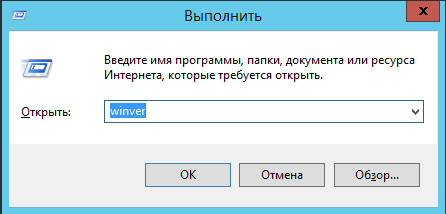 Выполнить
Введите имя программы, папки, документа или ресурса
Интернета, которые требуется открыть.
Открыть: winver
ОК Отмена Обзор...